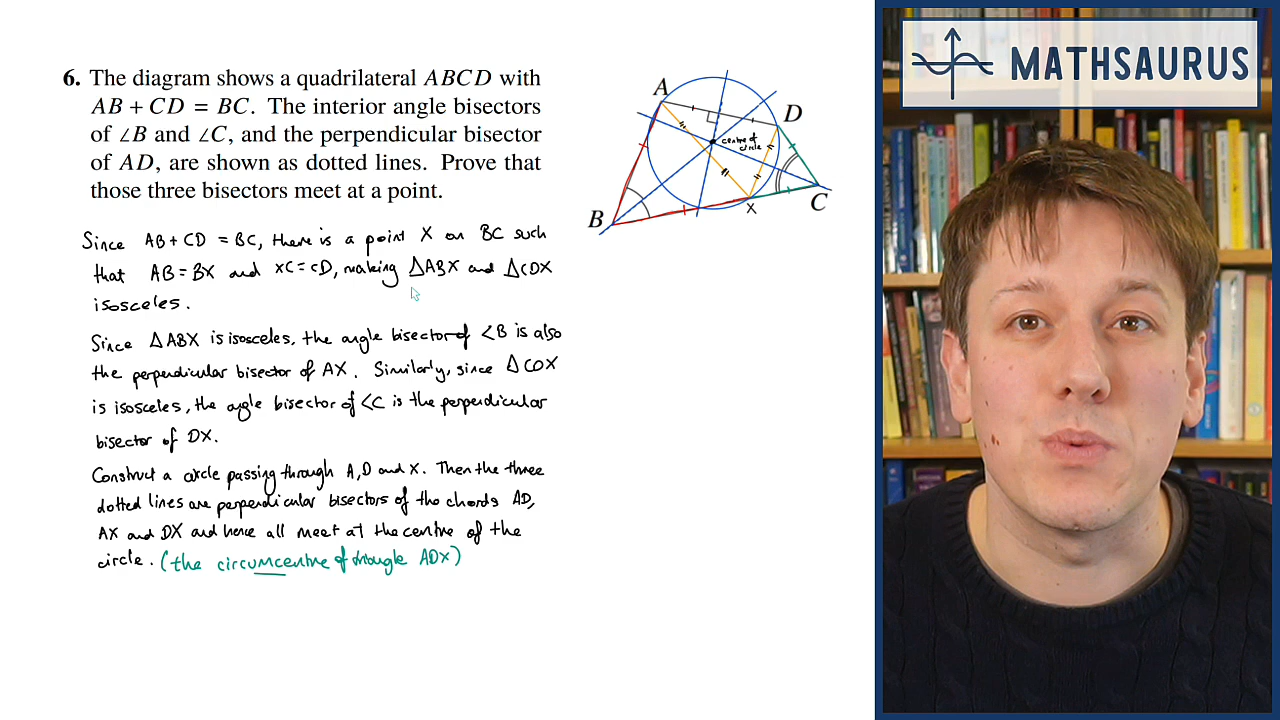 6. The diagram shows a quadrilateral ABCD with
AB + CD = BC. The interior angle bisectors
of ∠B and ∠C, and the perpendicular bisector
of AD, are shown as dotted lines. Prove that
those three bisectors meet at a point.
Since AB + CD = BC, there is a point X on BC such
that AB = BX and XC = CD, making △ABX and △CDX
isosceles.
Since △ABX is isosceles, the angle bisector of ∠B is also
the perpendicular bisector of AX. Similarly, since △CDX
is isosceles, the angle bisector of ∠C is the perpendicular
bisector of DX.
Construct a circle passing through A, D and X. Then the three
dotted lines are perpendicular bisectors of the chords AD,
AX and DX and hence all meet at the centre of the
circle. (the circumcentre of triangle ADX)
A
D
centre of
circle
B
X
C
MATHSAURUS